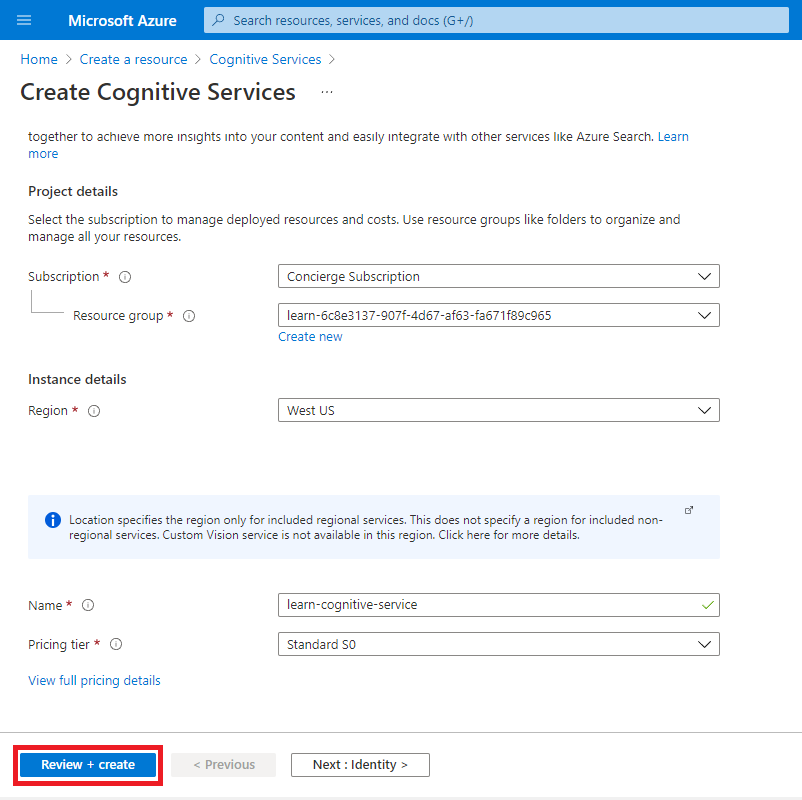 Microsoft Azure
Search resources, services, and docs (G+/)
Home > Create a resource > Cognitive Services >
Create Cognitive Services ...
together to achieve more insights into your content and easily integrate with other services like Azure Search. Learn
more
Project details
Select the subscription to manage deployed resources and costs. Use resource groups like folders to organize and
manage all your resources.
Subscription * Concierge Subscription
Resource group * learn-6c8e3137-907f-4d67-af63-fa671f89c965
Create new
Instance details
Region * West US
Location specifies the region only for included regional services. This does not specify a region for included non-
regional services. Custom Vision service is not available in this region. Click here for more details.
Name * learn-cognitive-service
Pricing tier * Standard S0
View full pricing details
Review + create < Previous Next : Identity >